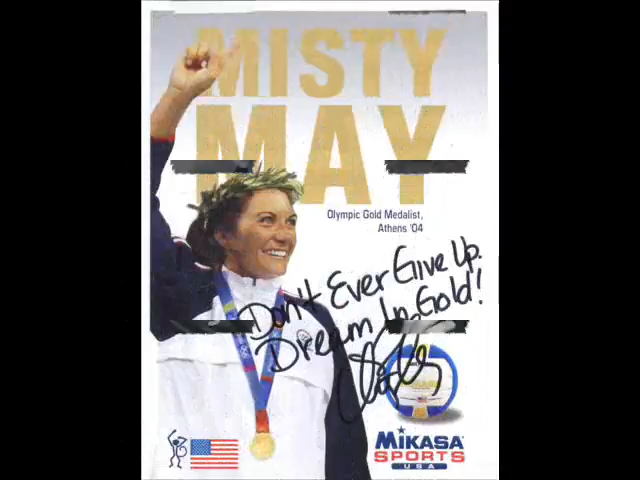 MISTY
MAY
Olympic Gold Medalist,
Athens '04
Don't Ever Give Up.
Dream In Gold!
MIKASA
SPORTS
USA